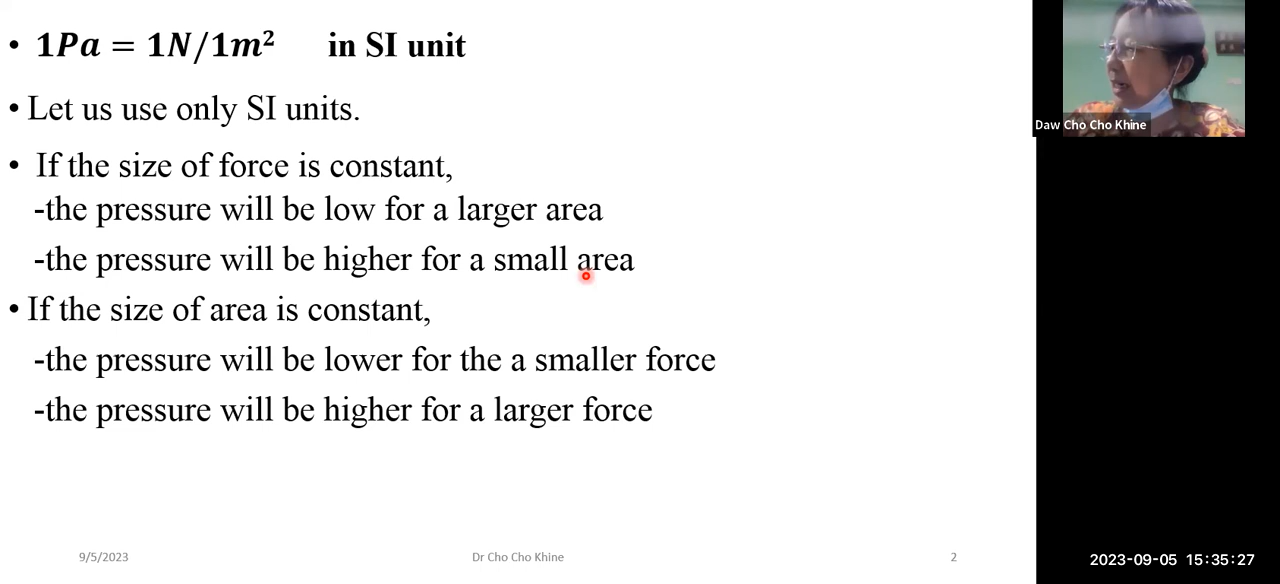 • 1Pa = 1N/1m² in SI unit
• Let us use only SI units.
• If the size of force is constant,
-the pressure will be low for a larger area
-the pressure will be higher for a small area
• If the size of area is constant,
-the pressure will be lower for the a smaller force
-the pressure will be higher for a larger force
9/5/2023
Dr Cho Cho Khine
2
Daw Cho Cho Khine
2023-09-05 15:35:27